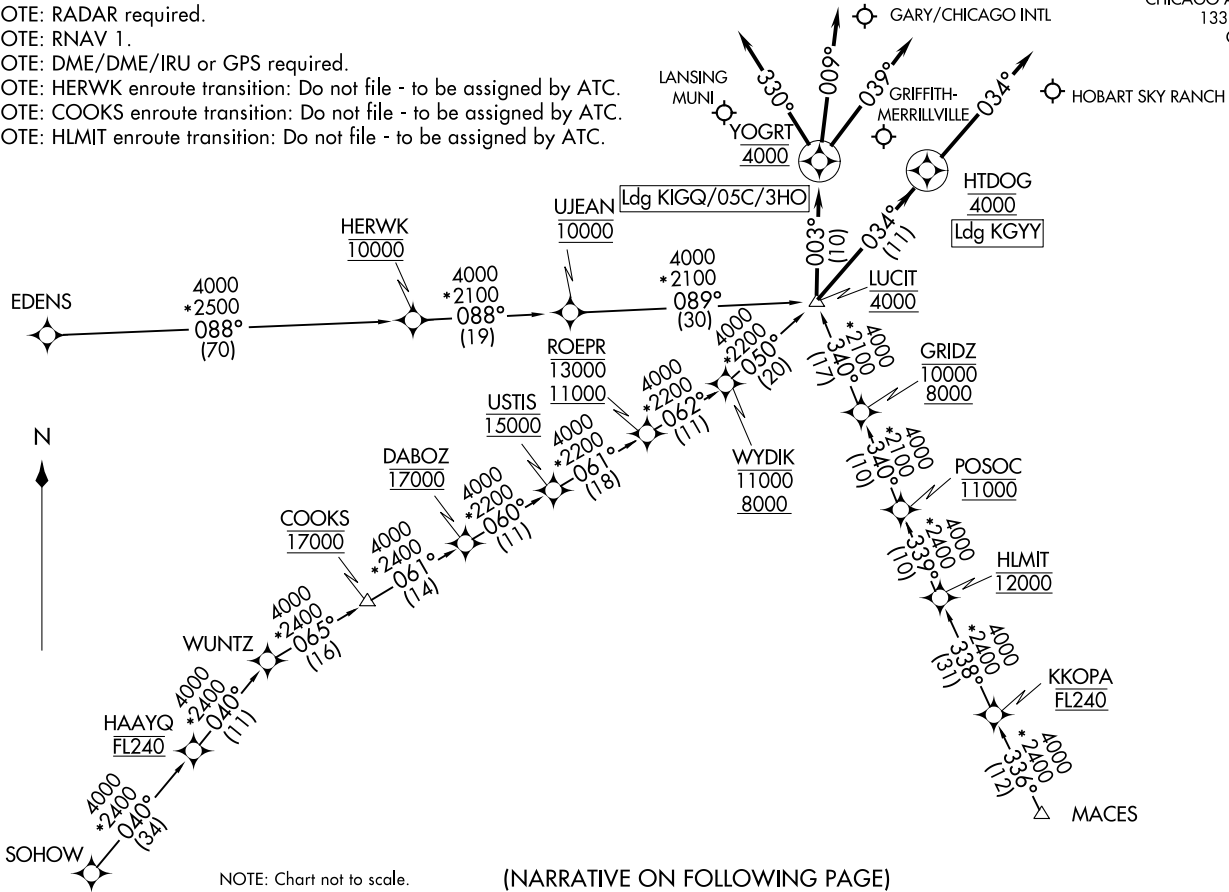 OTE: RADAR required.
OTE: RNAV 1.
OTE: DME/DME/IRU or GPS required.
OTE: HERWK enroute transition: Do not file - to be assigned by ATC.
OTE: COOKS enroute transition: Do not file - to be assigned by ATC.
OTE: HLMIT enroute transition: Do not file - to be assigned by ATC.
CHICAGO A
133
GARY/CHICAGO INTL
330°
009°
039°
034°
LANSING
MUNI
GRIFFITH-
MERRILLVILLE
HOBART SKY RANCH
YOGRT
4000
Ldg KIGQ/05C/3HO
HTDOG
4000
Ldg KGYY
003°
(10)
034°
(11)
LUCIT
4000
UJEAN
10000
HERWK
10000
EDENS
4000
*2500
088°
(70)
4000
*2100
088°
(19)
4000
*2100
089°
(30)
ROEPR
13000
11000
4000
*2200
050°
(20)
4000
*2100
340°
(17)
GRIDZ
10000
8000
USTIS
15000
4000
*2200
062°
(11)
WYDIK
11000
8000
4000
*2100
340°
(10)
POSOC
11000
N
DABOZ
17000
4000
*2200
061°
(18)
4000
*2200
060°
(11)
COOKS
17000
4000
*2400
061°
(14)
4000
*2400
339°
(10)
HLMIT
12000
WUNTZ
4000
*2400
065°
(16)
4000
*2400
338°
(31)
KKOPA
FL240
HAAYQ
FL240
4000
*2400
040°
(11)
4000
*2400
336°
(12)
MACES
4000
*2400
040°
(34)
SOHOW
NOTE: Chart not to scale.
(NARRATIVE ON FOLLOWING PAGE)